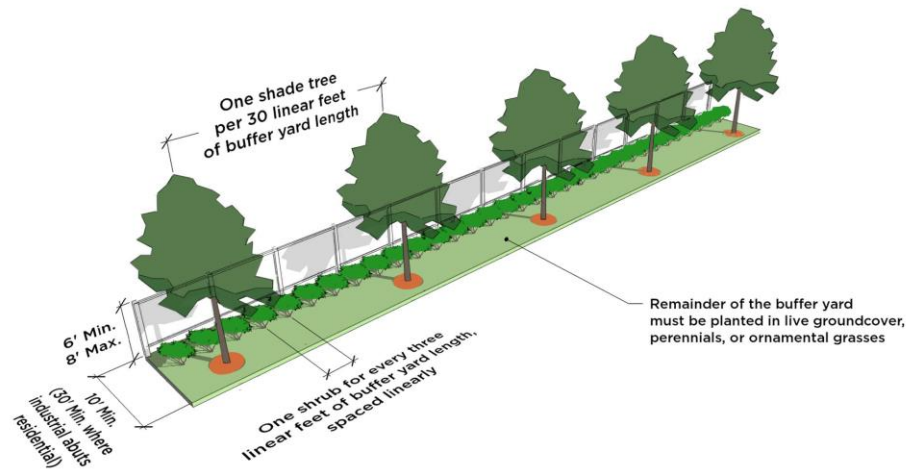 One shade tree
per 30 linear feet
of buffer yard length
6' Min.
8' Max.
10' Min.
(30' Min. where
industrial abuts
residential)
One shrub for every three
linear feet of buffer yard length,
spaced linearly
Remainder of the buffer yard
must be planted in live groundcover,
perennials, or ornamental grasses